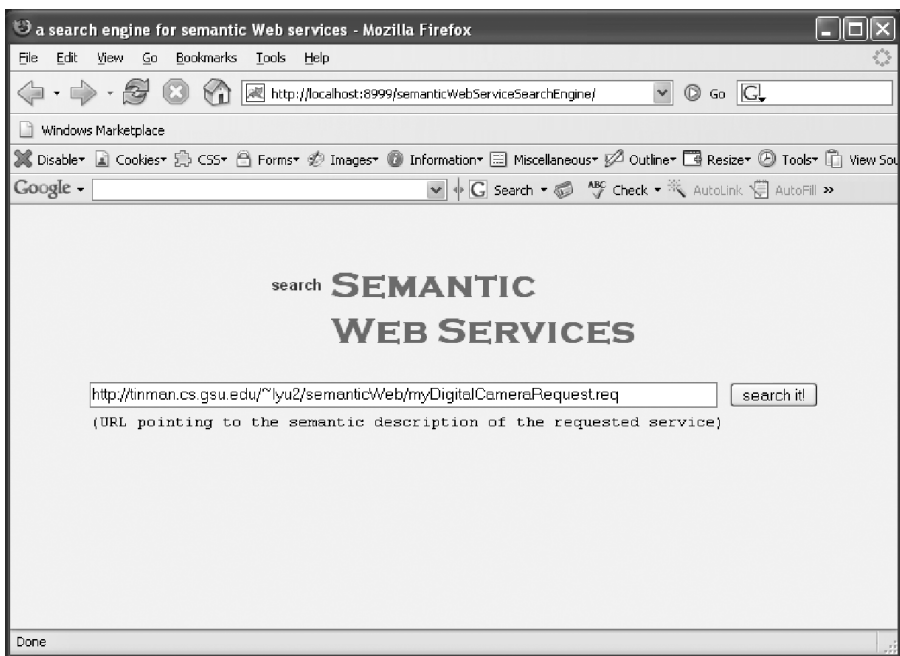 a search engine for semantic Web services - Mozilla Firefox
File Edit View Go Bookmarks Tools Help
http://localhost:8999/semanticWebServiceSearchEngine/ Go G
Windows Marketplace
Disable Cookies CSS Forms Images Information Miscellaneous Outline Resize Tools View Sou
Google G Search ABC Check AutoLink AutoFill »
search SEMANTIC
WEB SERVICES
http://tinman.cs.gsu.edu/~lyu2/semanticWeb/myDigitalCameraRequest.req search it!
(URL pointing to the semantic description of the requested service)
Done